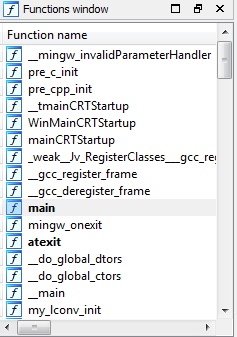 Functions window
Function name
__mingw_invalidParameterHandler
pre_c_init
pre_cpp_init
__tmainCRTStartup
WinMainCRTStartup
mainCRTStartup
_weak__Jv_RegisterClasses___gcc_re
__gcc_register_frame
__gcc_deregister_frame
main
mingw_onexit
atexit
__do_global_dtors
__do_global_ctors
__main
my_lconv_init